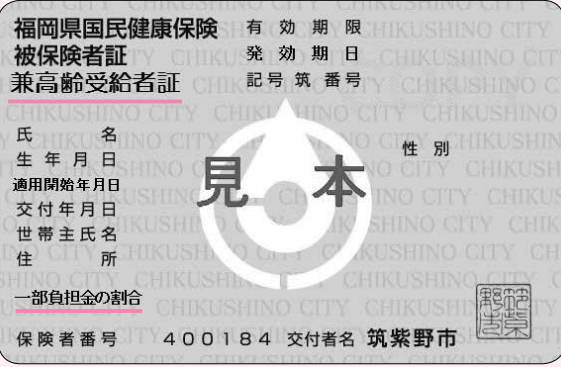 福岡県国民健康保険 有効期限
被保険者証 発効期日
兼高齢受給者証 記号 筑 番号
氏名 性別
生年月日
適用開始年月日
交付年月日
世帯主氏名
住所
一部負担金の割合
保険者番号 400184 交付者名 筑紫野市
見本
CHIKUSHINO CITY